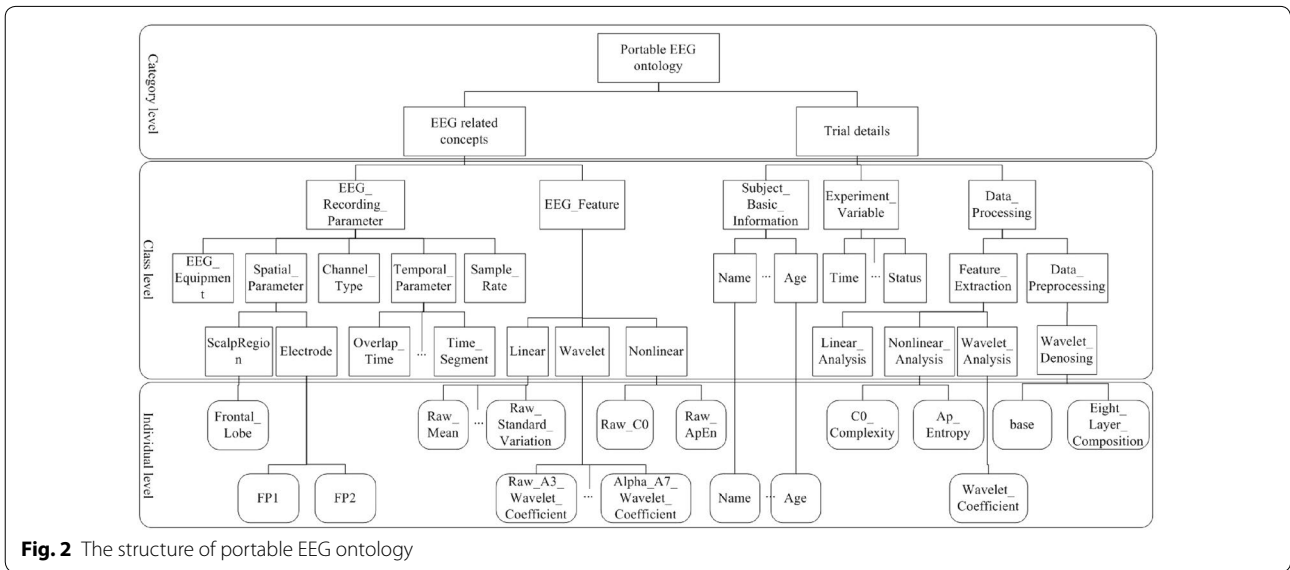 Category level
Portable EEG
ontology
EEG related
concepts
Trial details
Class level
EEG_
Recording_
Parameter
EEG_Feature
Subject_
Basic_
Information
Experiment_
Variable
Data_
Processing
EEG_
Equipmen
t
Spatial_
Parameter
Channel_
Type
Temporal_
Parameter
Sample_
Rate
Name
...
Age
Time
...
Status
Feature_
Extraction
Data_
Preprocessing
ScalpRegio
n
Electrode
Overlap_
Time
...
Time_
Segment
Linear
Wavelet
Nonlinear
Linear_
Analysis
Nonlinear_
Analysis
Wavelet_
Analysis
Wavelet_
Denosing
Individual level
Frontal_
Lobe
Raw_
Mean
...
Raw_
Standard_
Variation
Raw_C0
Raw_
ApEn
C0_
Complexity
Ap_
Entropy
base
Eight_
Layer_
Composition
FP1
FP2
Raw_A3_
Wavelet_
Coefficient
...
Alpha_A7_
Wavelet_
Coefficient
Name
...
Age
Wavelet_
Coefficient
Fig. 2 The structure of portable EEG ontology